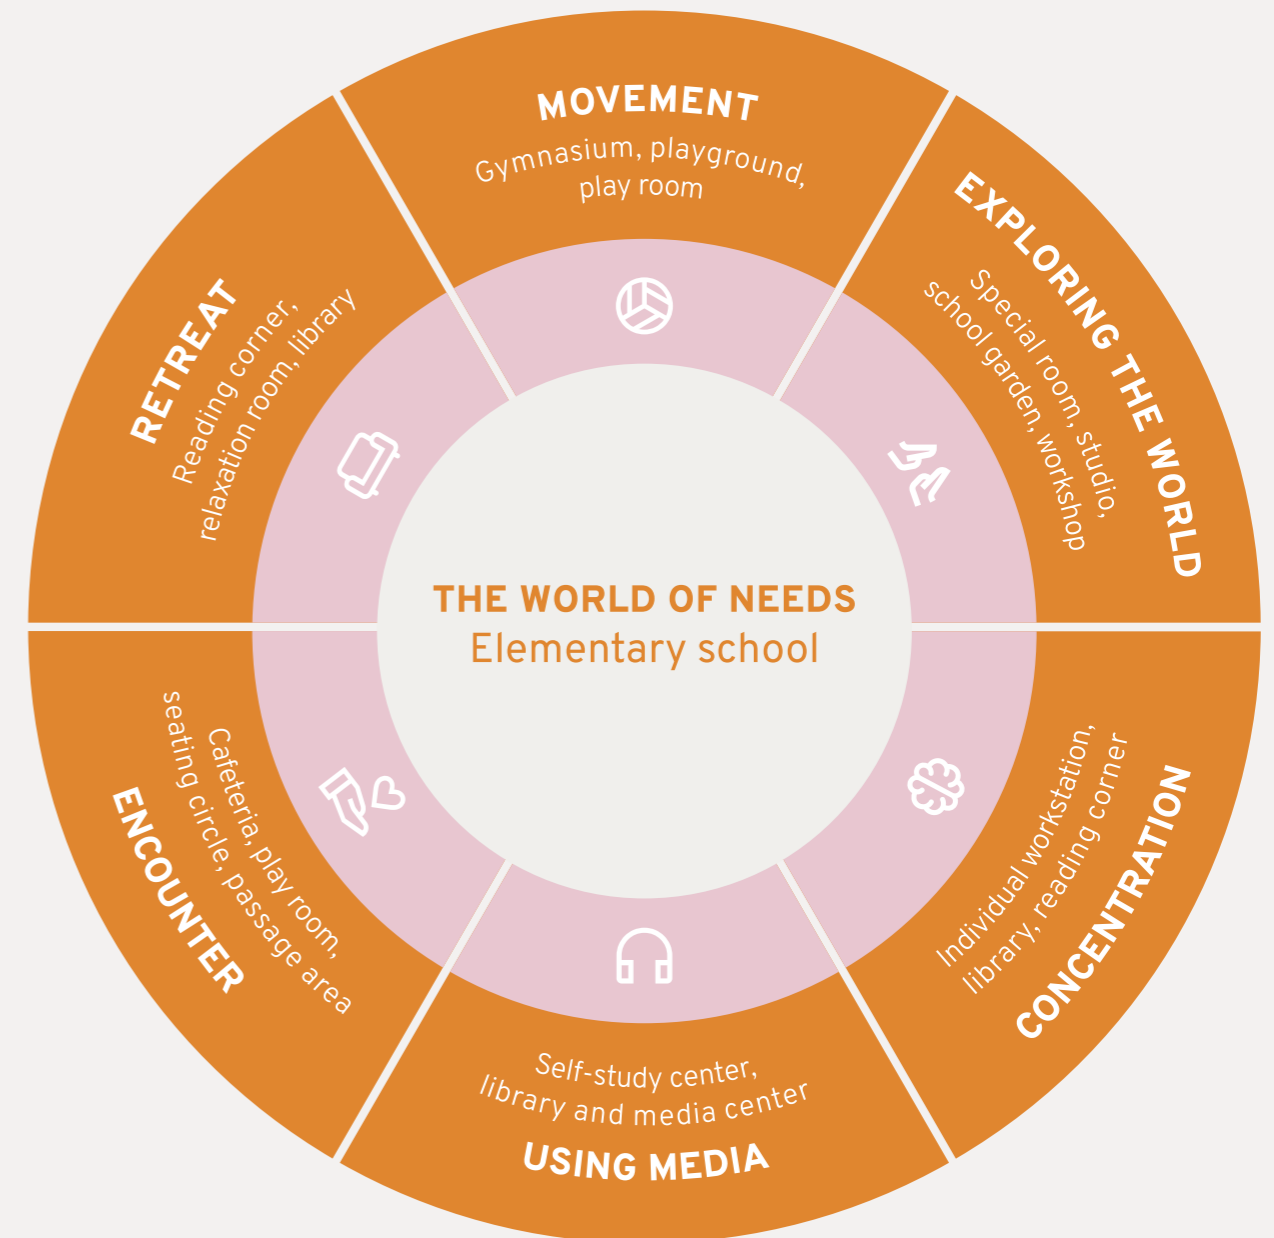 THE WORLD OF NEEDS
Elementary school
MOVEMENT
Gymnasium, playground,
play room
EXPLORING THE WORLD
Special room, studio,
school garden, workshop
Individual workstation,
library, reading corner
CONCENTRATION
Self-study center,
library and media center
USING MEDIA
Cafeteria, play room,
seating circle, passage area
ENCOUNTER
RETREAT
Reading corner,
relaxation room, library